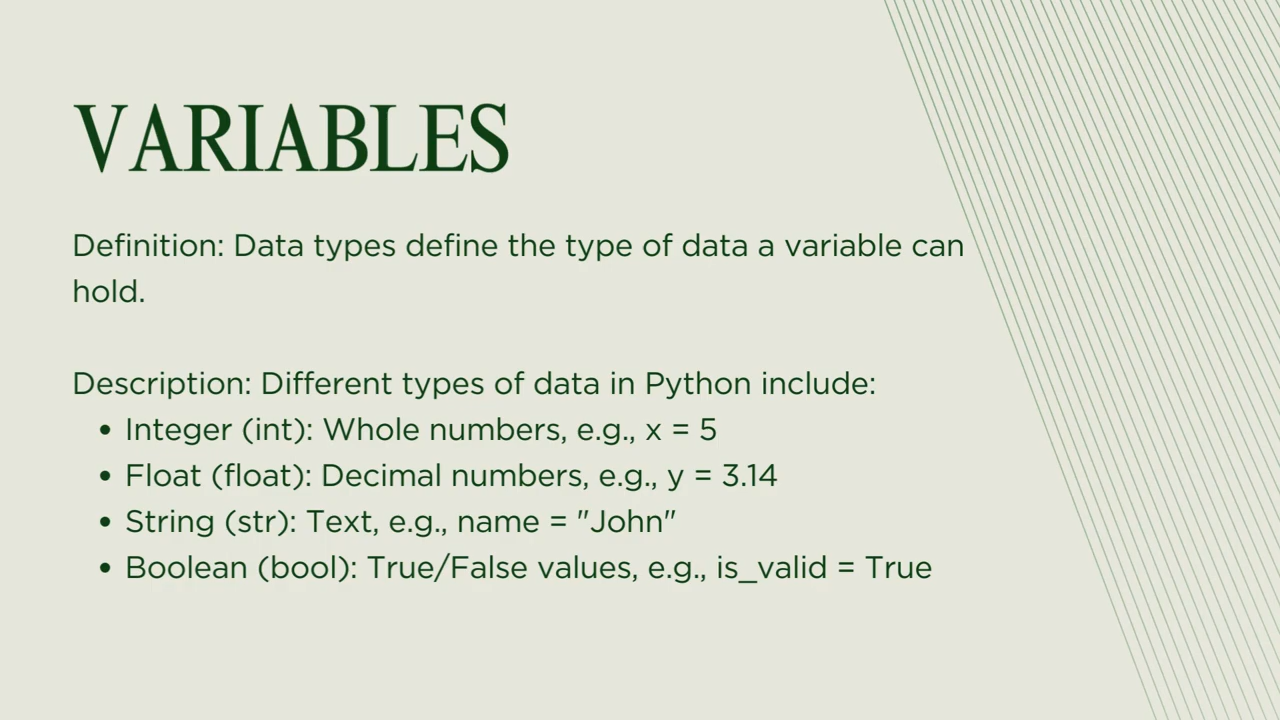 VARIABLES
Definition: Data types define the type of data a variable can
hold.
Description: Different types of data in Python include:
• Integer (int): Whole numbers, e.g., x = 5
• Float (float): Decimal numbers, e.g., y = 3.14
• String (str): Text, e.g., name = "John"
• Boolean (bool): True/False values, e.g., is_valid = True